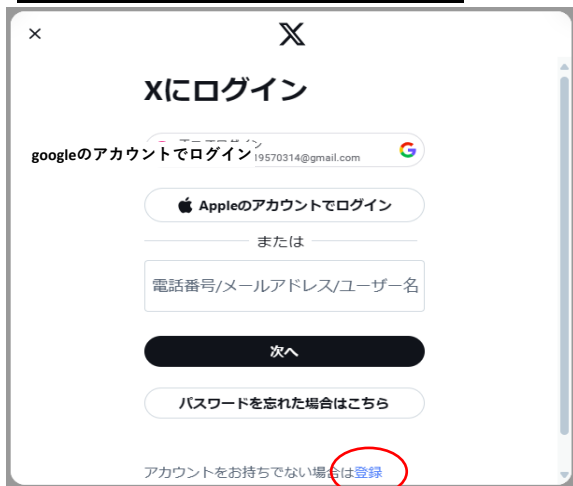 Xにログイン
googleのアカウントでログイン
19570314@gmail.com
Appleのアカウントでログイン
または
電話番号/メールアドレス/ユーザー名
次へ
パスワードを忘れた場合はこちら
アカウントをお持ちでない場合は登録